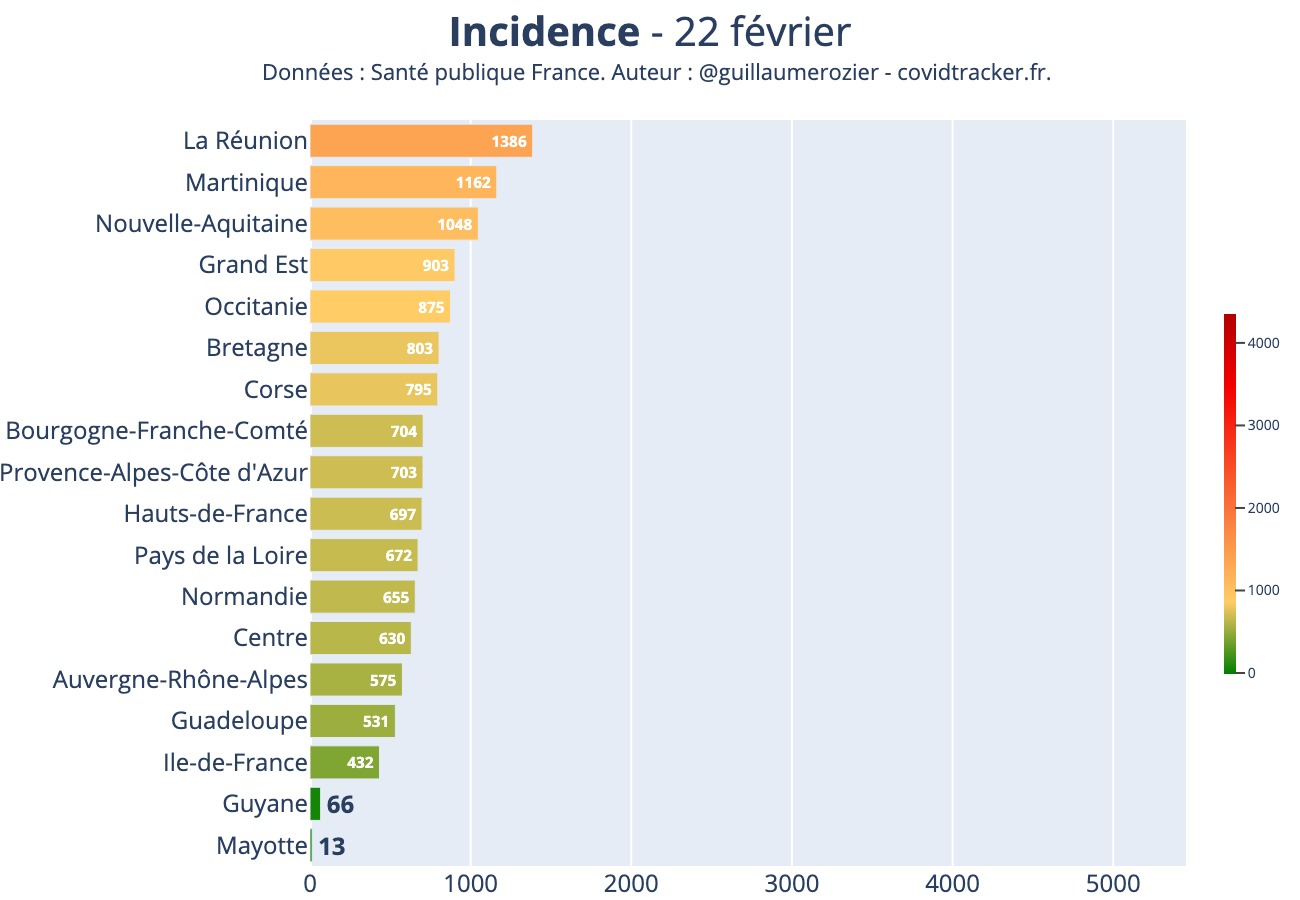 Incidence - 22 février
Données : Santé publique France. Auteur : @guillaumerozier - covidtracker.fr.
La Réunion 1386
Martinique 1162
Nouvelle-Aquitaine 1048
Grand Est 903
Occitanie 875
Bretagne 803
Corse 795
Bourgogne-Franche-Comté 704
Provence-Alpes-Côte d'Azur 703
Hauts-de-France 697
Pays de la Loire 672
Normandie 655
Centre 630
Auvergne-Rhône-Alpes 575
Guadeloupe 531
Ile-de-France 432
Guyane 66
Mayotte 13
0 1000 2000 3000 4000 5000
4000
3000
2000
1000
0